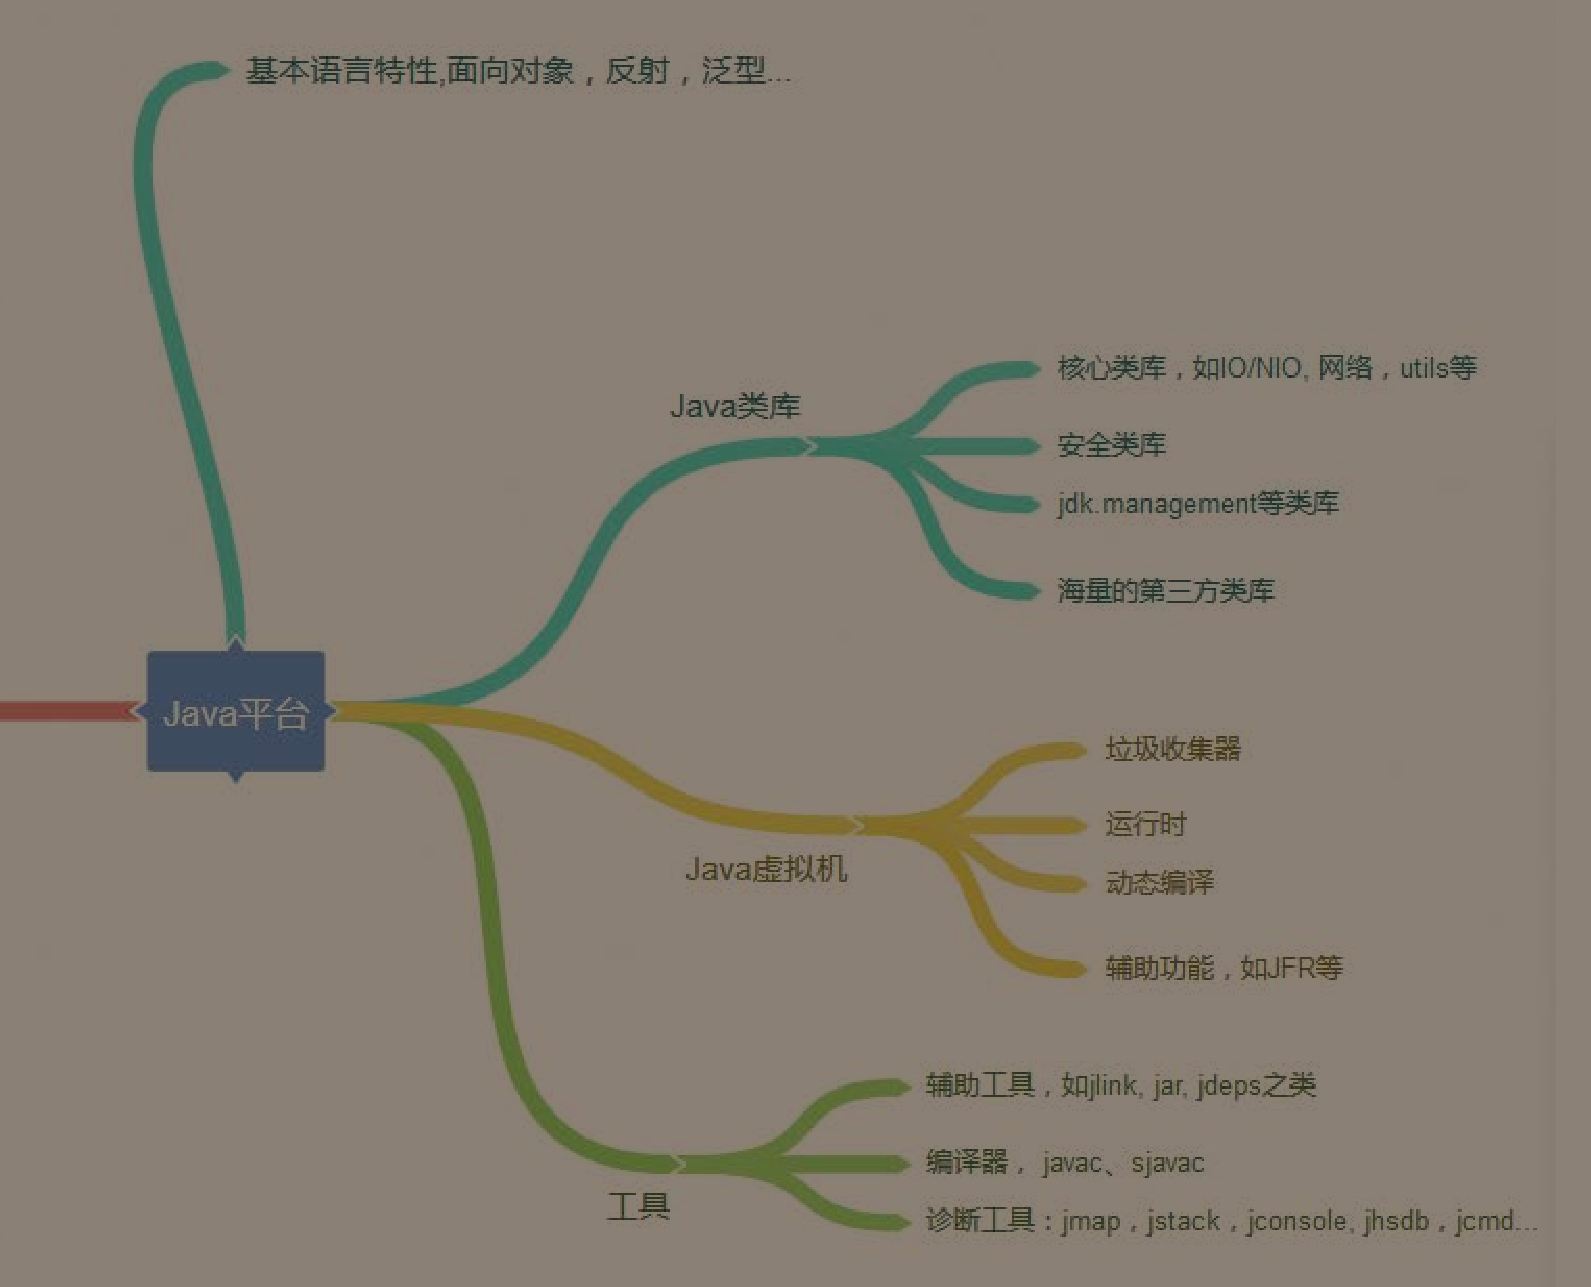 基本语言特性,面向对象，反射，泛型...
Java类库
核心类库，如IO/NIO, 网络，utils等
安全类库
jdk.management等类库
海量的第三方类库
Java平台
Java虚拟机
垃圾收集器
运行时
动态编译
辅助功能，如JFR等
工具
辅助工具，如jlink, jar, jdeps之类
编译器， javac、sjavac
诊断工具：jmap，jstack，jconsole, jhsdb，jcmd...